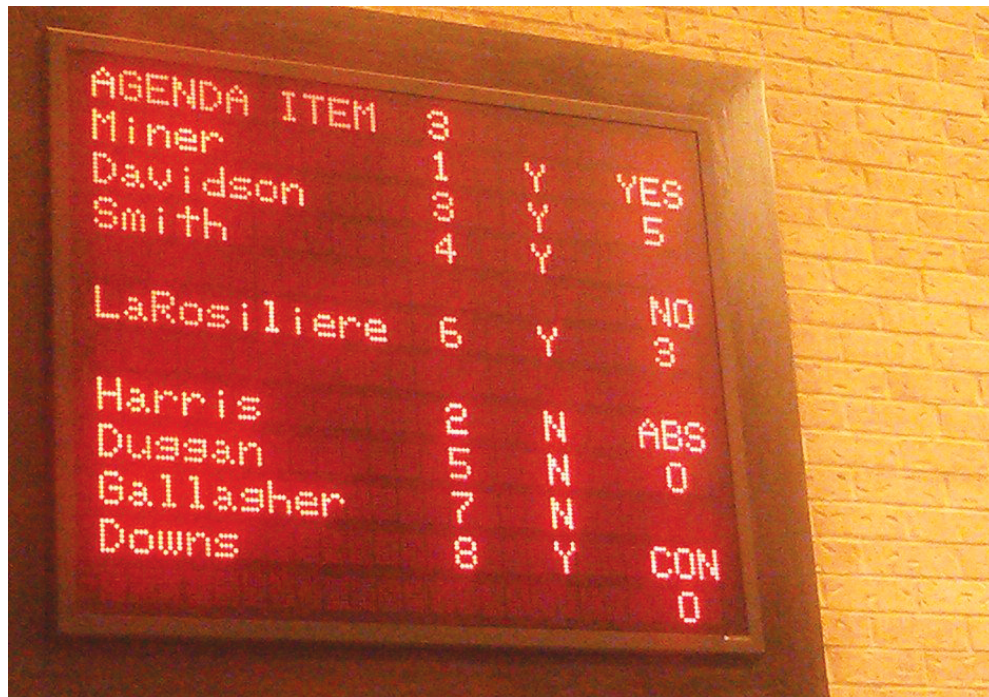 AGENDA ITEM 3
Miner 1 Y YES
Davidson 3 Y 5
Smith 4 Y
NO
LaRosiliere 6 Y 3
Harris 2 N ABS
Duggan 5 N 0
Gallagher 7 N
Downs 8 Y CON
0